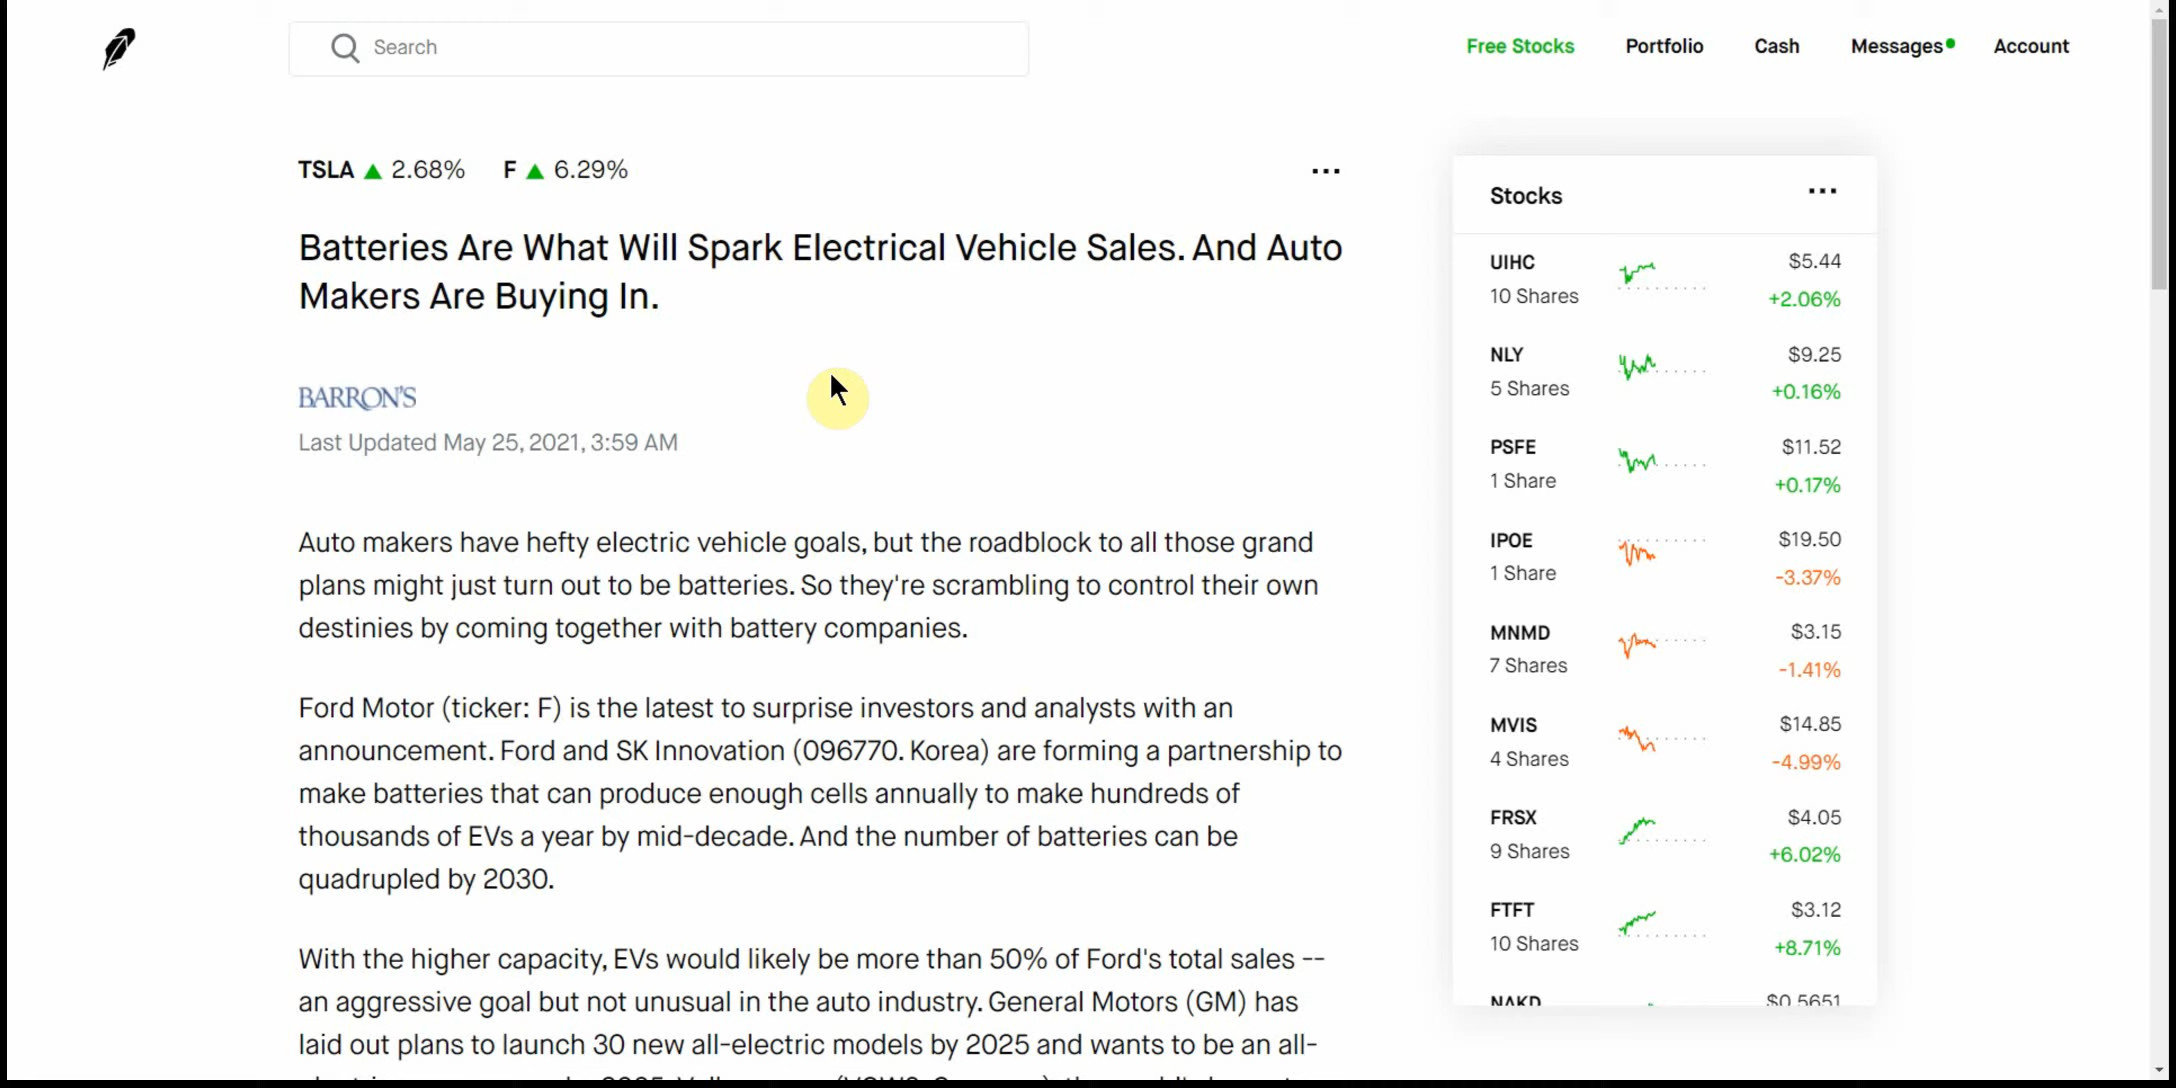 Search
Free Stocks
Portfolio
Cash
Messages
Account
TSLA ▲ 2.68% F ▲ 6.29%
Batteries Are What Will Spark Electrical Vehicle Sales. And Auto
Makers Are Buying In.
BARRON'S
Last Updated May 25, 2021, 3:59 AM
Auto makers have hefty electric vehicle goals, but the roadblock to all those grand
plans might just turn out to be batteries. So they're scrambling to control their own
destinies by coming together with battery companies.
Ford Motor (ticker: F) is the latest to surprise investors and analysts with an
announcement. Ford and SK Innovation (096770. Korea) are forming a partnership to
make batteries that can produce enough cells annually to make hundreds of
thousands of EVs a year by mid-decade. And the number of batteries can be
quadrupled by 2030.
With the higher capacity, EVs would likely be more than 50% of Ford's total sales --
an aggressive goal but not unusual in the auto industry. General Motors (GM) has
laid out plans to launch 30 new all-electric models by 2025 and wants to be an all-
Stocks
UIHC $5.44
10 Shares +2.06%
NLY $9.25
5 Shares +0.16%
PSFE $11.52
1 Share +0.17%
IPOE $19.50
1 Share -3.37%
MNMD $3.15
7 Shares -1.41%
MVIS $14.85
4 Shares -4.99%
FRSX $4.05
9 Shares +6.02%
FTFT $3.12
10 Shares +8.71%
NAKD $0.5651